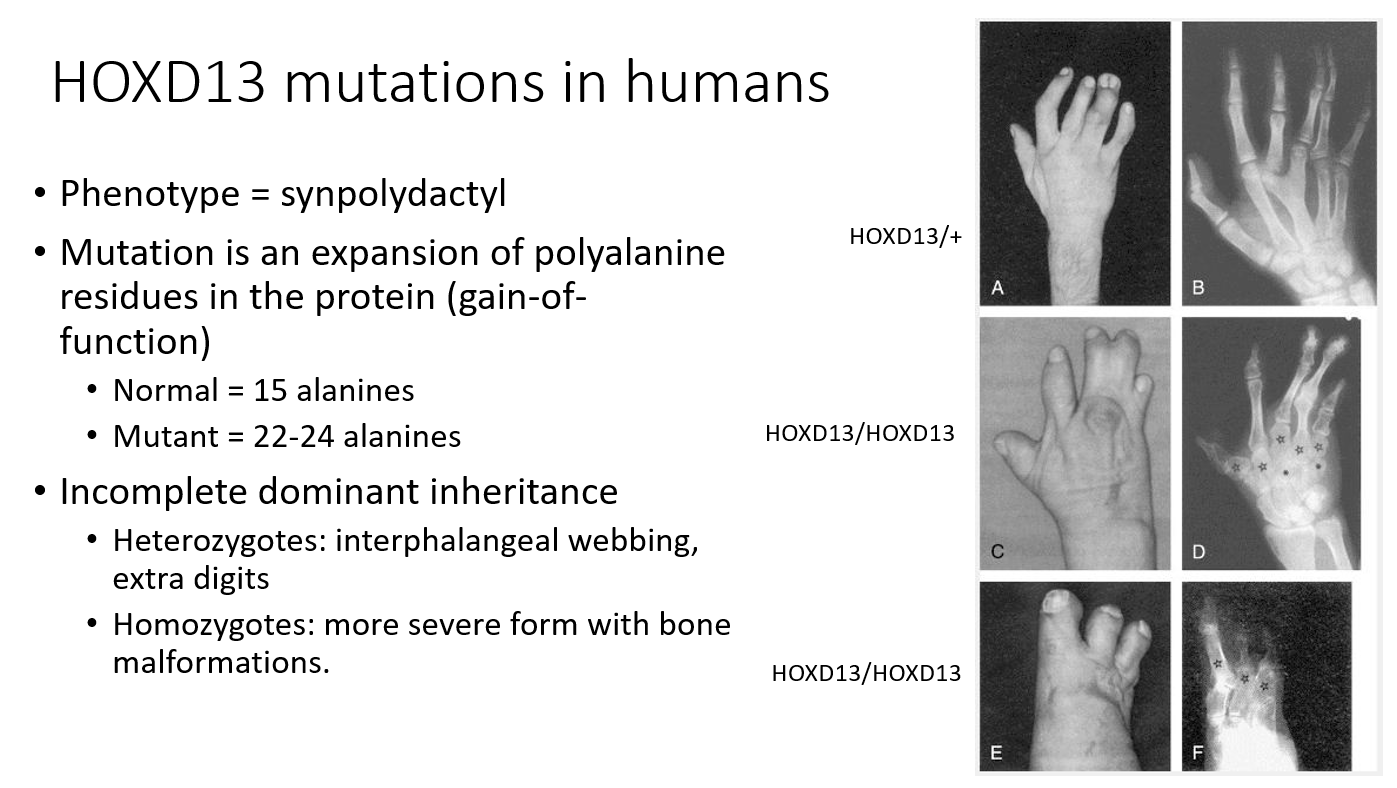 HOXD13 mutations in humans
• Phenotype = synpolydactyl
• Mutation is an expansion of polyalanine
residues in the protein (gain-of-
function)
• Normal = 15 alanines
• Mutant = 22-24 alanines
• Incomplete dominant inheritance
• Heterozygotes: interphalangeal webbing,
extra digits
• Homozygotes: more severe form with bone
malformations.
HOXD13/+
HOXD13/HOXD13
HOXD13/HOXD13
A
B
C
D
E
F